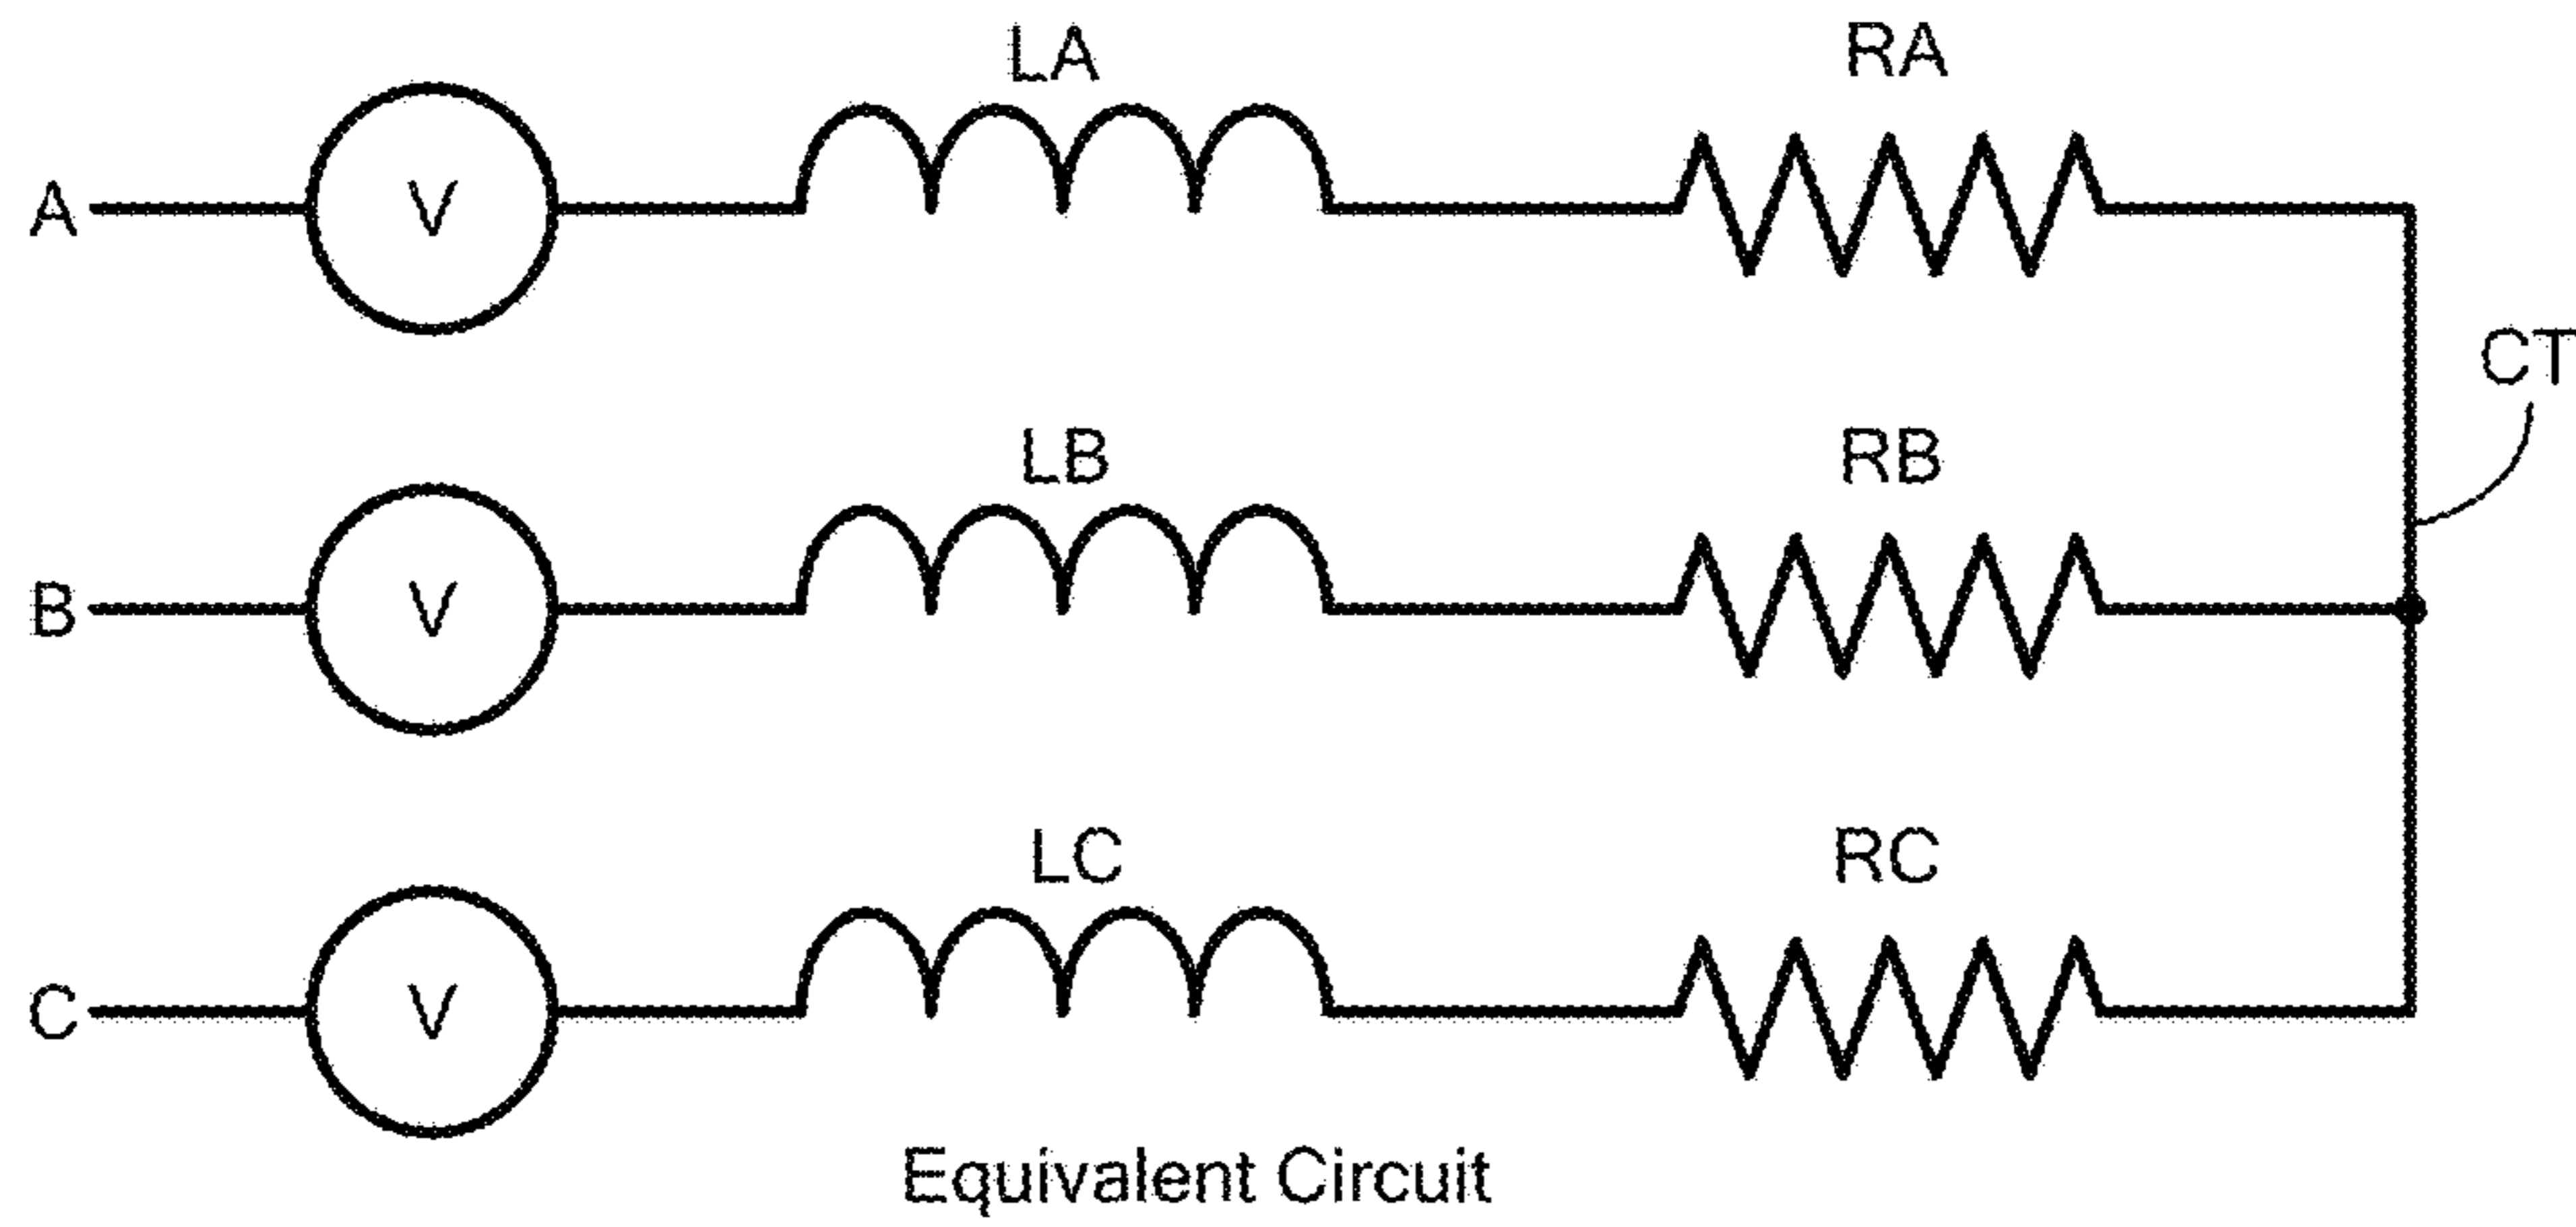 LA RA
A V
CT
LB RB
B V
LC RC
C V
Equivalent Circuit